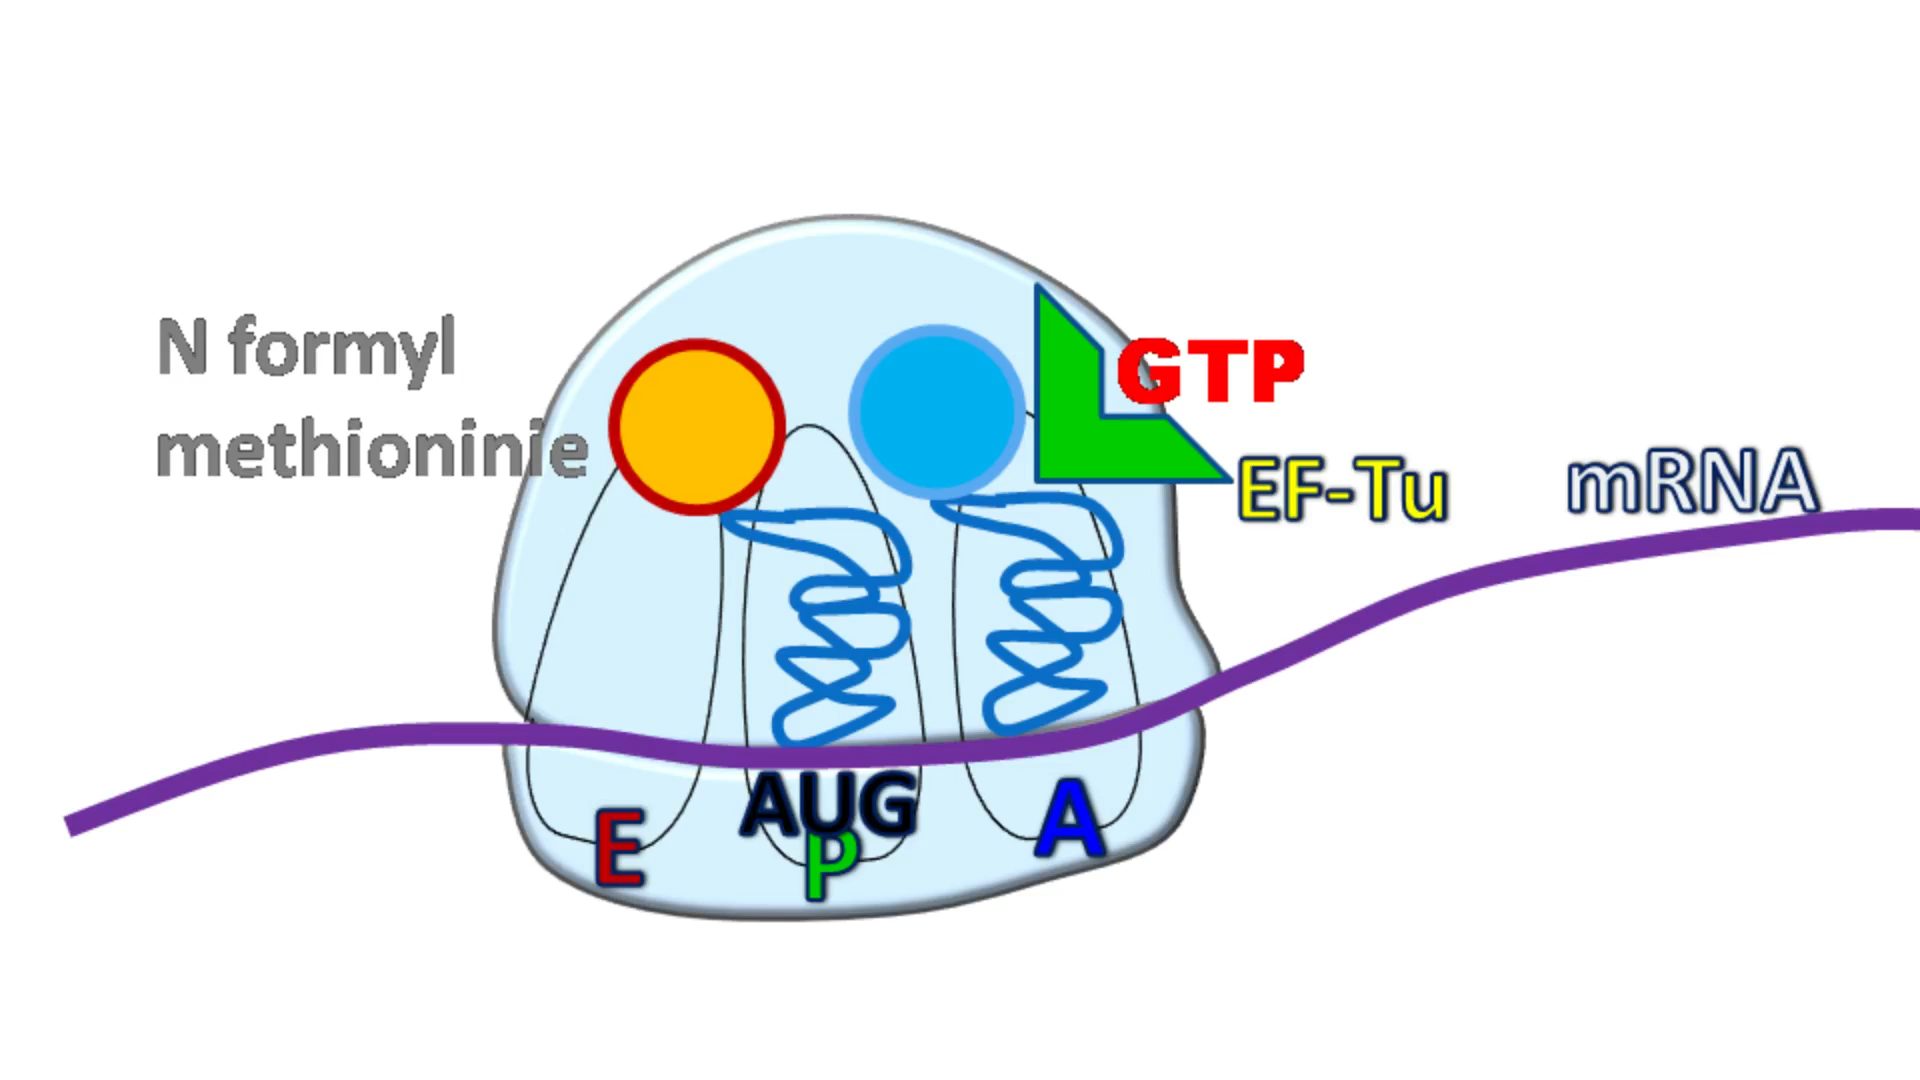 N formyl
methioninie
GTP
EF-Tu
mRNA
AUG
E
P
A